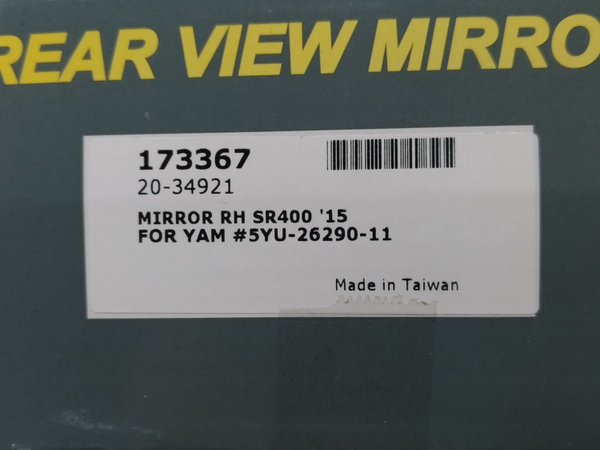 REAR VIEW MIRRO
173367
20-34921
MIRROR RH SR400 '15
FOR YAM #5YU-26290-11
Made in Taiwan